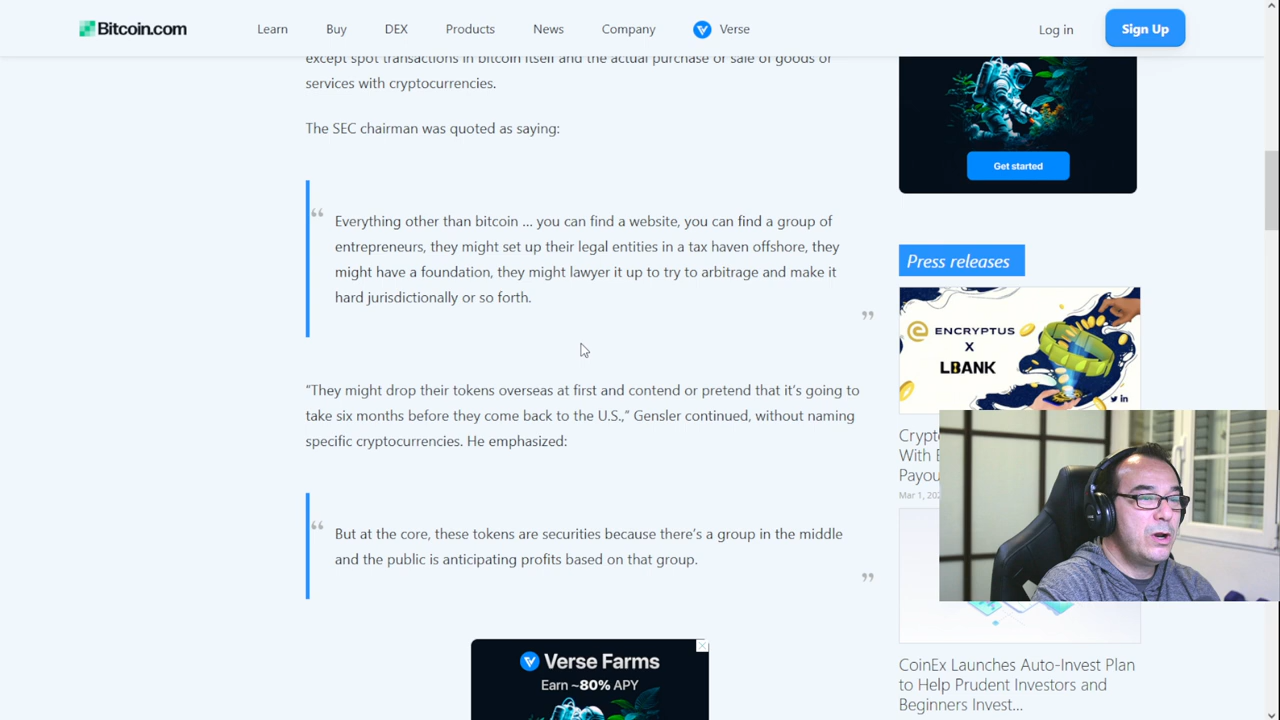 Bitcoin.com
Learn
Buy
DEX
Products
News
Company
Verse
Log in
Sign Up
except spot transactions in bitcoin itself and the actual purchase or sale of goods or
services with cryptocurrencies.
The SEC chairman was quoted as saying:
“
Everything other than bitcoin … you can find a website, you can find a group of
entrepreneurs, they might set up their legal entities in a tax haven offshore, they
might have a foundation, they might lawyer it up to try to arbitrage and make it
hard jurisdictionally or so forth.
”
“They might drop their tokens overseas at first and contend or pretend that it’s going to
take six months before they come back to the U.S.,” Gensler continued, without naming
specific cryptocurrencies. He emphasized:
“
But at the core, these tokens are securities because there’s a group in the middle
and the public is anticipating profits based on that group.
”
Verse Farms
Earn ~80% APY
Get started
Press releases
ENCRYPTUS
X
LBANK
With
Mar 1,
CoinEx Launches Auto-Invest Plan
to Help Prudent Investors and
Beginners Invest...